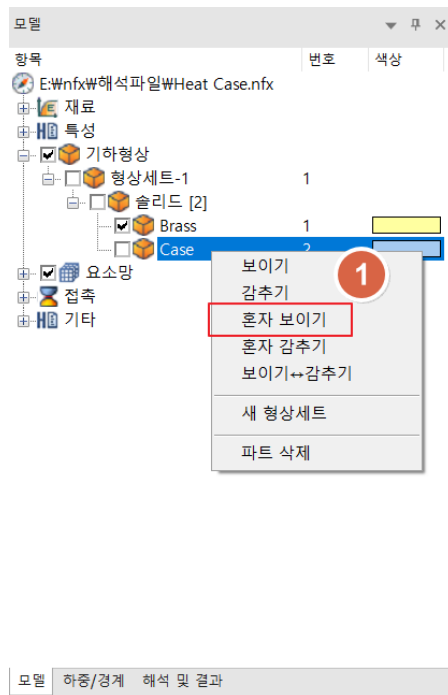 모델
항목 번호 색상
E:₩nfx₩해석파일₩Heat Case.nfx
재료
특성
기하형상
형상세트-1 1
솔리드 [2]
Brass 1
Case 2
요소망
접촉
기타
보이기
감추기
혼자 보이기
혼자 감추기
보이기↔감추기
새 형상세트
파트 삭제
1
모델 하중/경계 해석 및 결과